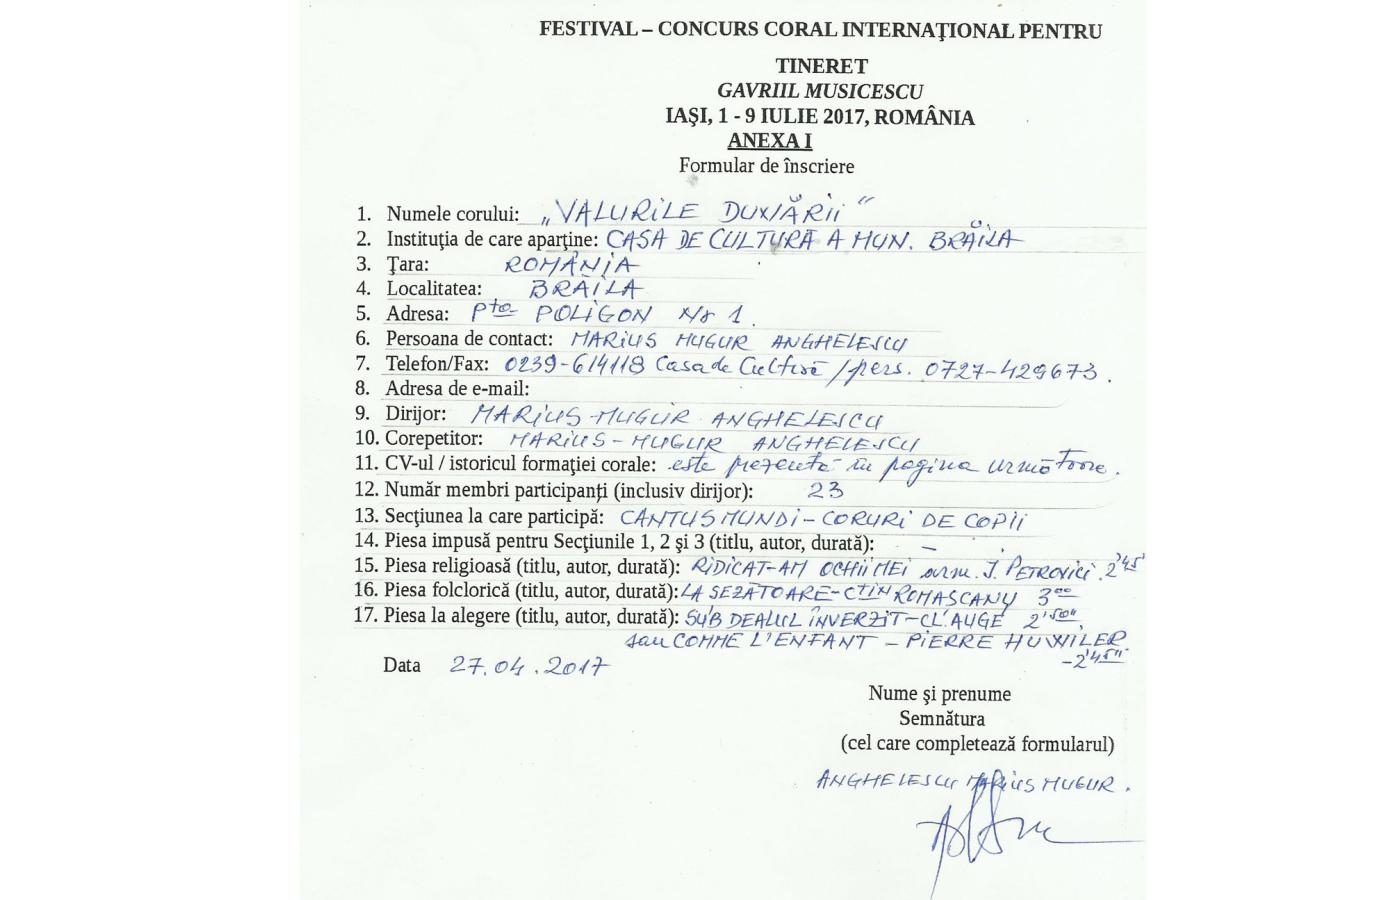 FESTIVAL – CONCURS CORAL INTERNAŢIONAL PENTRU
TINERET
GAVRIIL MUSICESCU
IAŞI, 1 - 9 IULIE 2017, ROMÂNIA
ANEXA I
Formular de înscriere
1. Numele corului: „VALURILE DUNĂRII”
2. Instituţia de care aparţine: CASA DE CULTURĂ A MUN. BRĂILA
3. Ţara: ROMÂNIA
4. Localitatea: BRĂILA
5. Adresa: Pța POLIGON Nr 1.
6. Persoana de contact: MARIUS MUGUR ANGHELESCU
7. Telefon/Fax: 0239-614118 Casa de Cultură / pers. 0727-429673.
8. Adresa de e-mail:
9. Dirijor: MARIUS-MUGUR ANGHELESCU
10. Corepetitor: MARIUS-MUGUR ANGHELESCU
11. CV-ul / istoricul formaţiei corale: este prezentă în pagina următoare.
12. Număr membri participanţi (inclusiv dirijor): 23
13. Secţiunea la care participă: CANTUS MUNDI – CORURI DE COPII
14. Piesa impusă pentru Secţiunile 1, 2 şi 3 (titlu, autor, durată): –
15. Piesa religioasă (titlu, autor, durată): RIDICAT-AM OCHII MEI arm. I. PETROVICI. 2'45'
16. Piesa folclorică (titlu, autor, durată): LA SEZATOARE-CTIN ROMASCANU 3'00
17. Piesa la alegere (titlu, autor, durată): SUB DEALUL ÎNVERZIT-CL. AUGE 2'50",
sau COMME L'ENFANT – PIERRE HUWILER
-2'45".
Data 27.04.2017
Nume şi prenume
Semnătura
(cel care completează formularul)
ANGHELESCU MARIUS MUGUR.